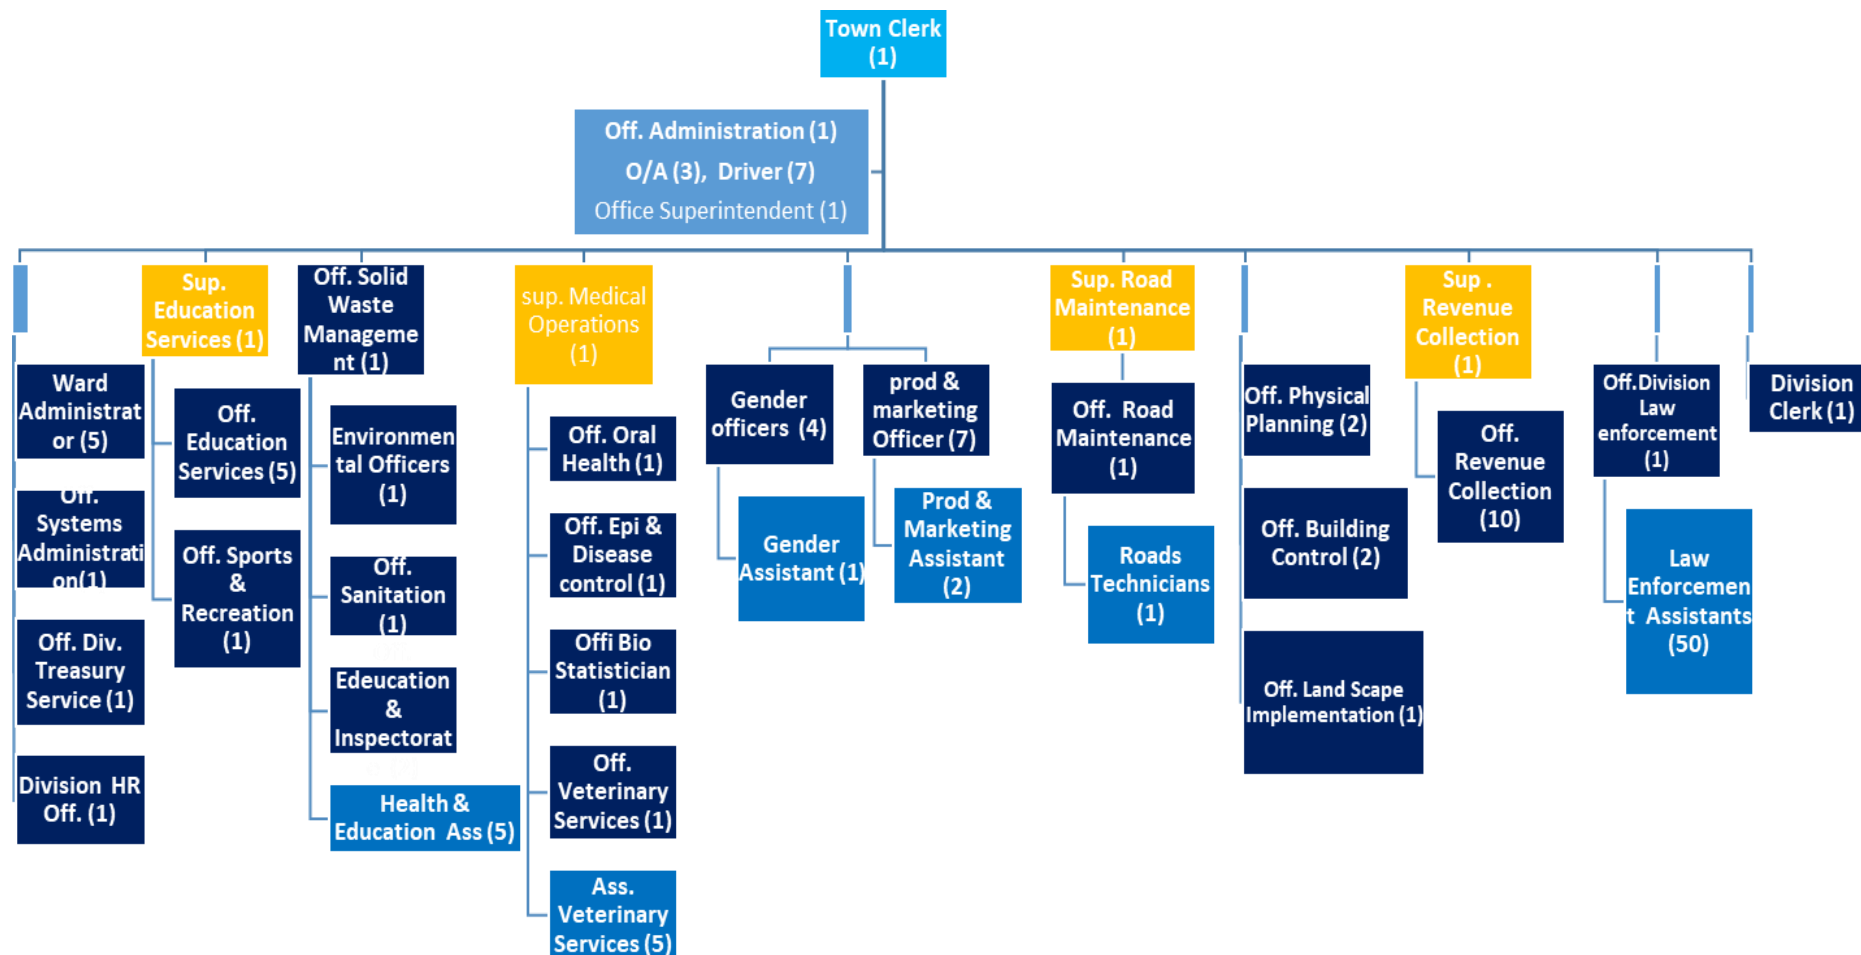 Town Clerk
(1)
Off. Administration (1)
O/A (3), Driver (7)
Office Superintendent (1)
Ward
Administrat
or (5)
Off.
Systems
Administrati
on(1)
Off. Div.
Treasury
Service (1)
Division HR
Off. (1)
Sup.
Education
Services (1)
Off.
Education
Services (5)
Off. Sports
&
Recreation
(1)
Off. Solid
Waste
Manageme
nt (1)
Environmen
tal Officers
(1)
Off.
Sanitation
(1)
Edeucation
&
Inspectorat
Health &
Education Ass (5)
sup. Medical
Operations
(1)
Off. Oral
Health (1)
Off. Epi &
Disease
control (1)
Offi Bio
Statistician
(1)
Off.
Veterinary
Services (1)
Ass.
Veterinary
Services (5)
Gender
officers (4)
Gender
Assistant (1)
prod &
marketing
Officer (7)
Prod &
Marketing
Assistant
(2)
Sup. Road
Maintenance
(1)
Off. Road
Maintenance
(1)
Roads
Technicians
(1)
Off. Physical
Planning (2)
Off. Building
Control (2)
Off. Land Scape
Implementation (1)
Sup .
Revenue
Collection
(1)
Off.
Revenue
Collection
(10)
Off.Division
Law
enforcement
(1)
Law
Enforcemen
t Assistants
(50)
Division
Clerk (1)